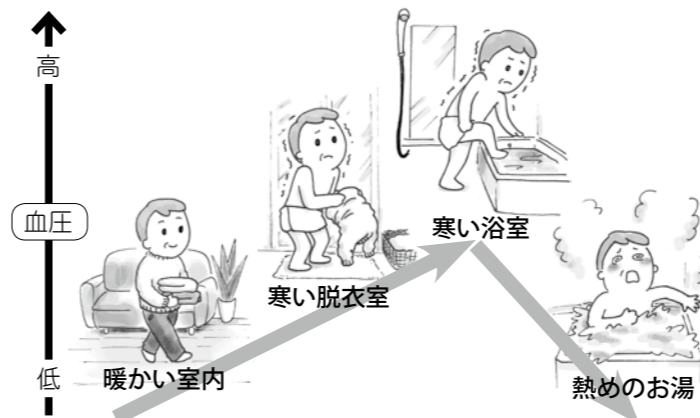 高
血圧
低
暖かい室内
寒い脱衣室
寒い浴室
熱めのお湯